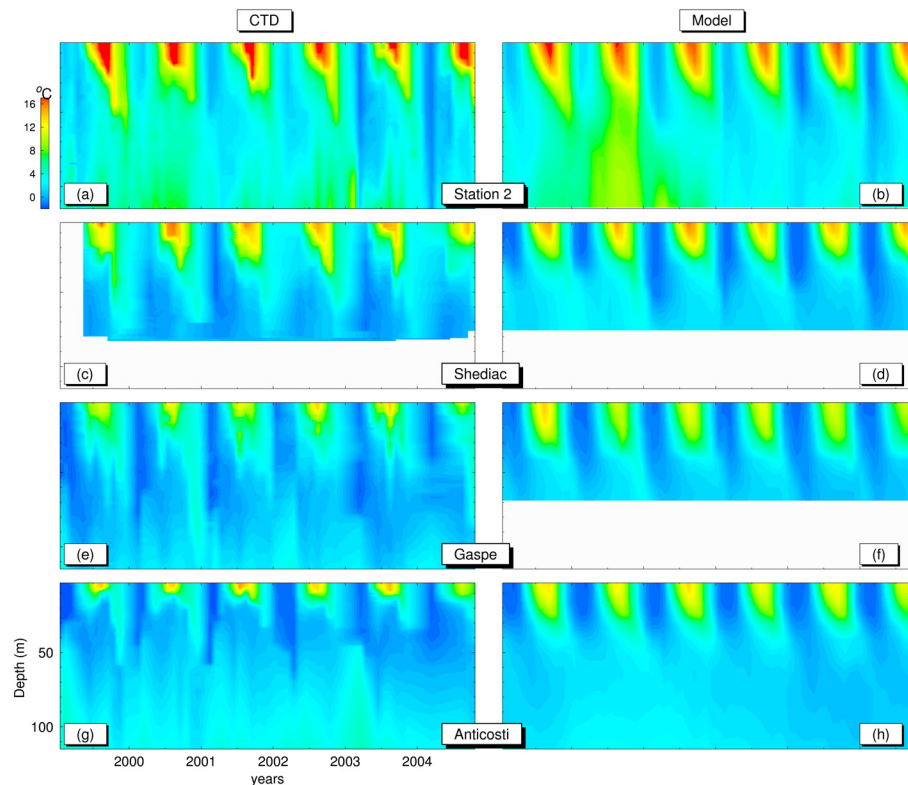 CTD
Model
°C
16
12
8
4
0
(a)
Station 2
(b)
(c)
Shediac
(d)
(e)
Gaspe
(f)
Depth (m)
50
100
(g)
Anticosti
(h)
2000 2001 2002 2003 2004
years